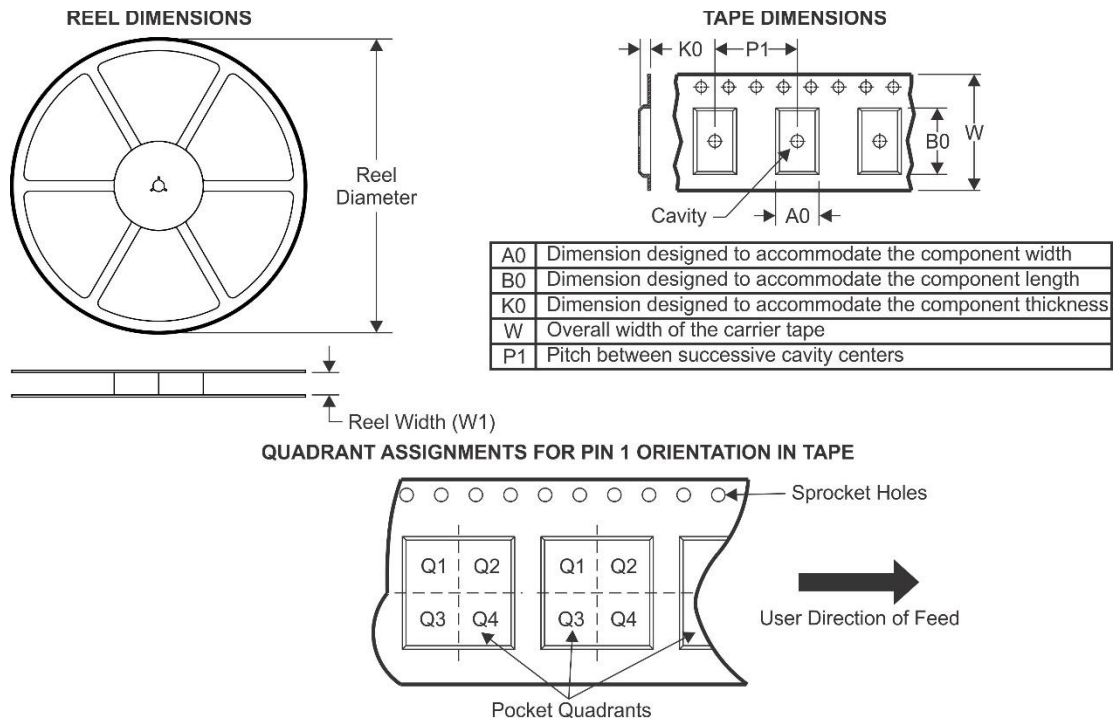 REEL DIMENSIONS
Reel
Diameter
Reel Width (W1)
TAPE DIMENSIONS
K0
P1
B0
W
Cavity
A0
A0 Dimension designed to accommodate the component width
B0 Dimension designed to accommodate the component length
K0 Dimension designed to accommodate the component thickness
W Overall width of the carrier tape
P1 Pitch between successive cavity centers
QUADRANT ASSIGNMENTS FOR PIN 1 ORIENTATION IN TAPE
Sprocket Holes
Q1 Q2 Q1 Q2
Q3 Q4 Q3 Q4
User Direction of Feed
Pocket Quadrants